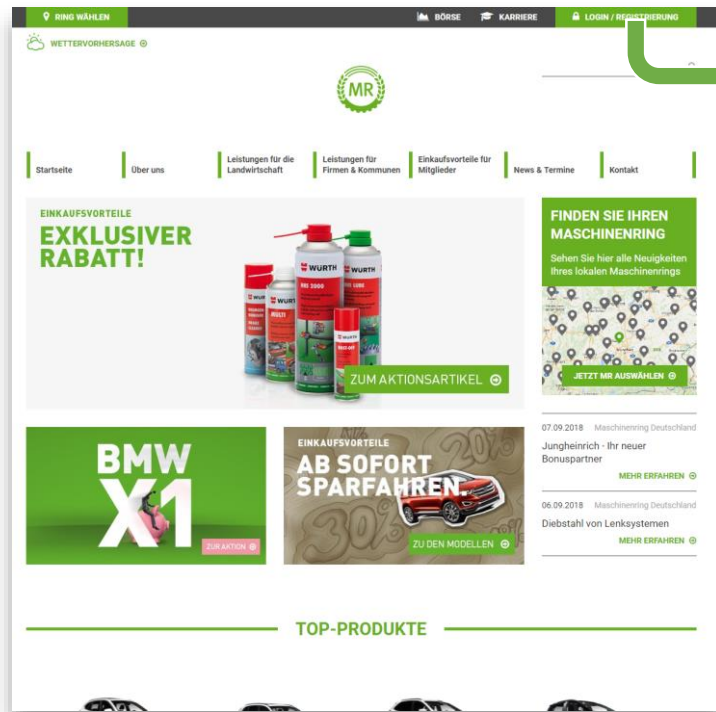 RING WÄHLEN
BÖRSE
KARRIERE
LOGIN / REGISTRIERUNG
WETTERVORHERSAGE
MR
Startseite
Über uns
Leistungen für die
Landwirtschaft
Leistungen für
Firmen & Kommunen
Einkaufsvorteile für
Mitglieder
News & Termine
Kontakt
EINKAUFSVORTEILE
EXKLUSIVER
RABATT!
WÜRTH
WÜRTH
MULTI
ZUM AKTIONSARTIKEL
FINDEN SIE IHREN
MASCHINENRING
Sehen Sie hier alle Neuigkeiten
Ihres lokalen Maschinenrings
JETZT MR AUSWÄHLEN
07.09.2018 Maschinenring Deutschland
Jungheinrich - Ihr neuer
Bonuspartner
MEHR ERFAHREN
06.09.2018 Maschinenring Deutschland
Diebstahl von Lenksystemen
MEHR ERFAHREN
BMW
X1
ZUR AKTION
EINKAUFSVORTEILE
AB SOFORT
SPARFAHREN.
20%
30%
ZU DEN MODELLEN
TOP-PRODUKTE